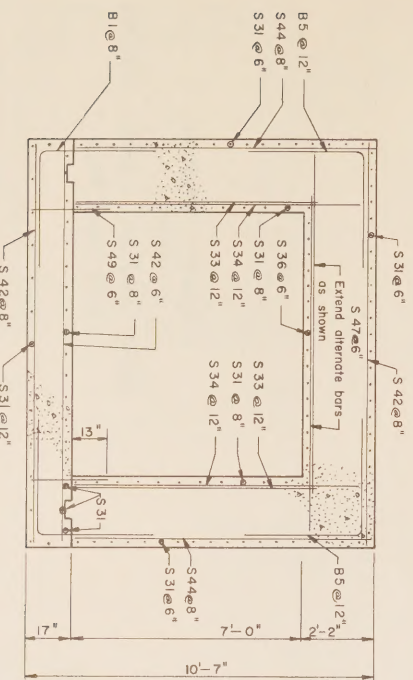 B5 @ 12"
S 44 @ 8"
S 31 @ 6"
B1 @ 8"
S 31 @ 6"
S 42 @ 8"
S 47 @ 6"
Extend alternate bars
as shown
S 36 @ 6"
S 31 @ 8"
S 34 @ 12"
S 33 @ 12"
S 42 @ 6"
S 31 @ 8"
S 49 @ 6"
S 33 @ 12"
S 31 @ 8"
S 34 @ 12"
13"
S 31
S 42 @ 8"
S 31 @ 12"
B5 @ 12"
S 44 @ 8"
S 31 @ 6"
17"
7'-0"
2'-2"
10'-7"